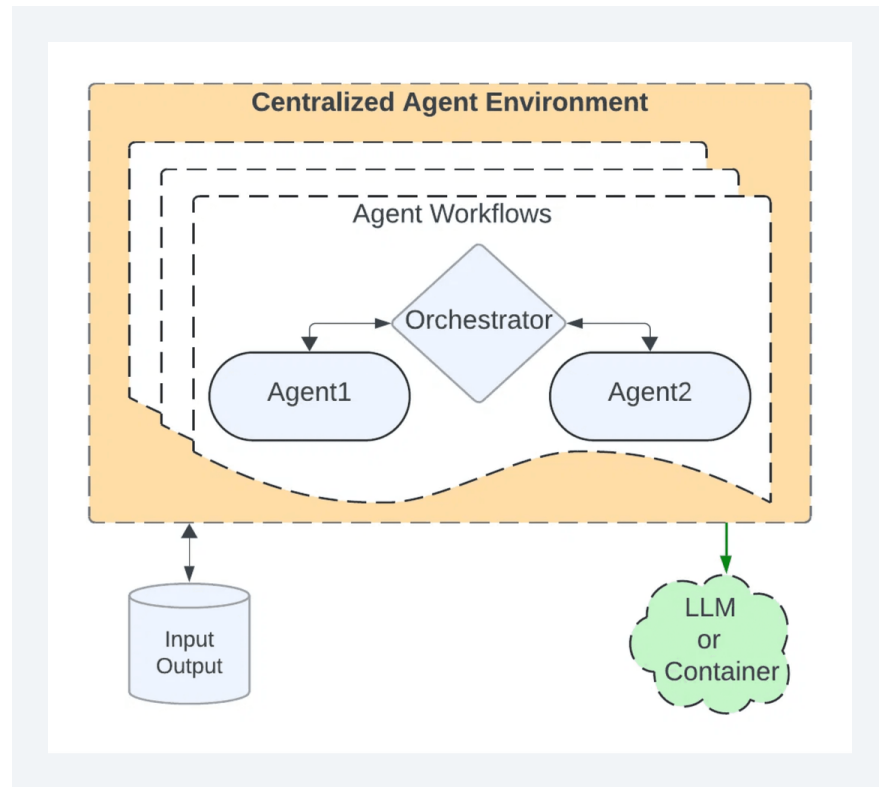 Centralized Agent Environment
Agent Workflows
Orchestrator
Agent1
Agent2
Input
Output
LLM
or
Container